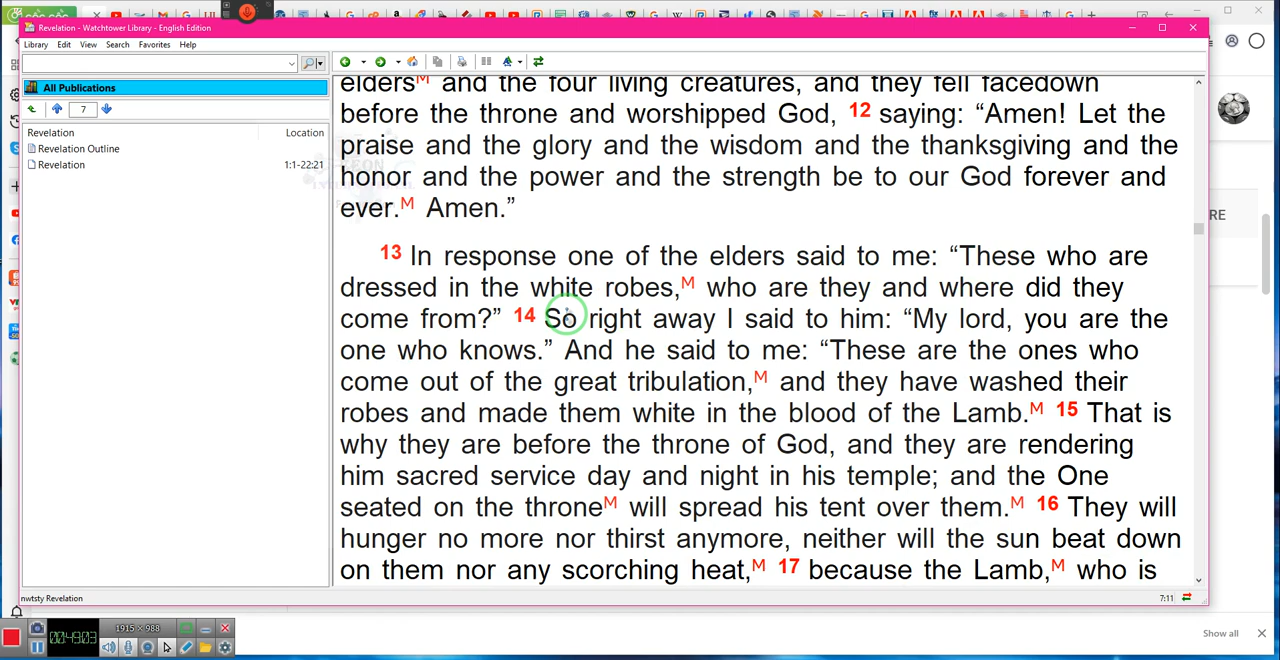 Revelation - Watchtower Library - English Edition
Library Edit View Search Favorites Help
All Publications
7
Revelation Location
Revelation Outline
Revelation 1:1-22:21
elders M and the four living creatures, and they fell facedown
before the throne and worshipped God, 12 saying: “Amen! Let the
praise and the glory and the wisdom and the thanksgiving and the
honor and the power and the strength be to our God forever and
ever. M Amen.”
13 In response one of the elders said to me: “These who are
dressed in the white robes, M who are they and where did they
come from?” 14 So right away I said to him: “My lord, you are the
one who knows.” And he said to me: “These are the ones who
come out of the great tribulation, M and they have washed their
robes and made them white in the blood of the Lamb. M 15 That is
why they are before the throne of God, and they are rendering
him sacred service day and night in his temple; and the One
seated on the throne M will spread his tent over them. M 16 They will
hunger no more nor thirst anymore, neither will the sun beat down
on them nor any scorching heat, M 17 because the Lamb, M who is
nwtsty Revelation
7:11
RE
1915 × 988
00:49:03
Show all